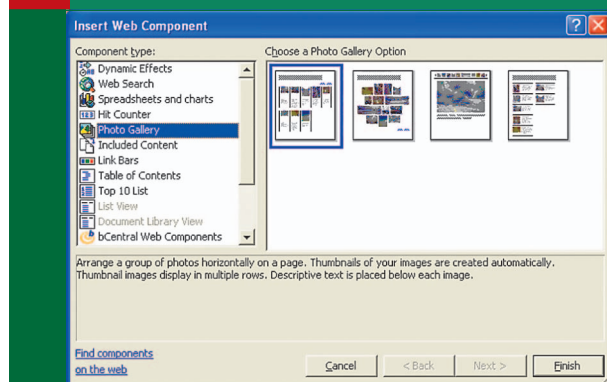 Insert Web Component
Component type:
Choose a Photo Gallery Option
Dynamic Effects
Web Search
Spreadsheets and charts
Hit Counter
Photo Gallery
Included Content
Link Bars
Table of Contents
Top 10 List
List View
Document Library View
bCentral Web Components
Arrange a group of photos horizontally on a page. Thumbnails of your images are created automatically.
Thumbnail images display in multiple rows. Descriptive text is placed below each image.
Find components
on the web
Cancel
< Back
Next >
Finish